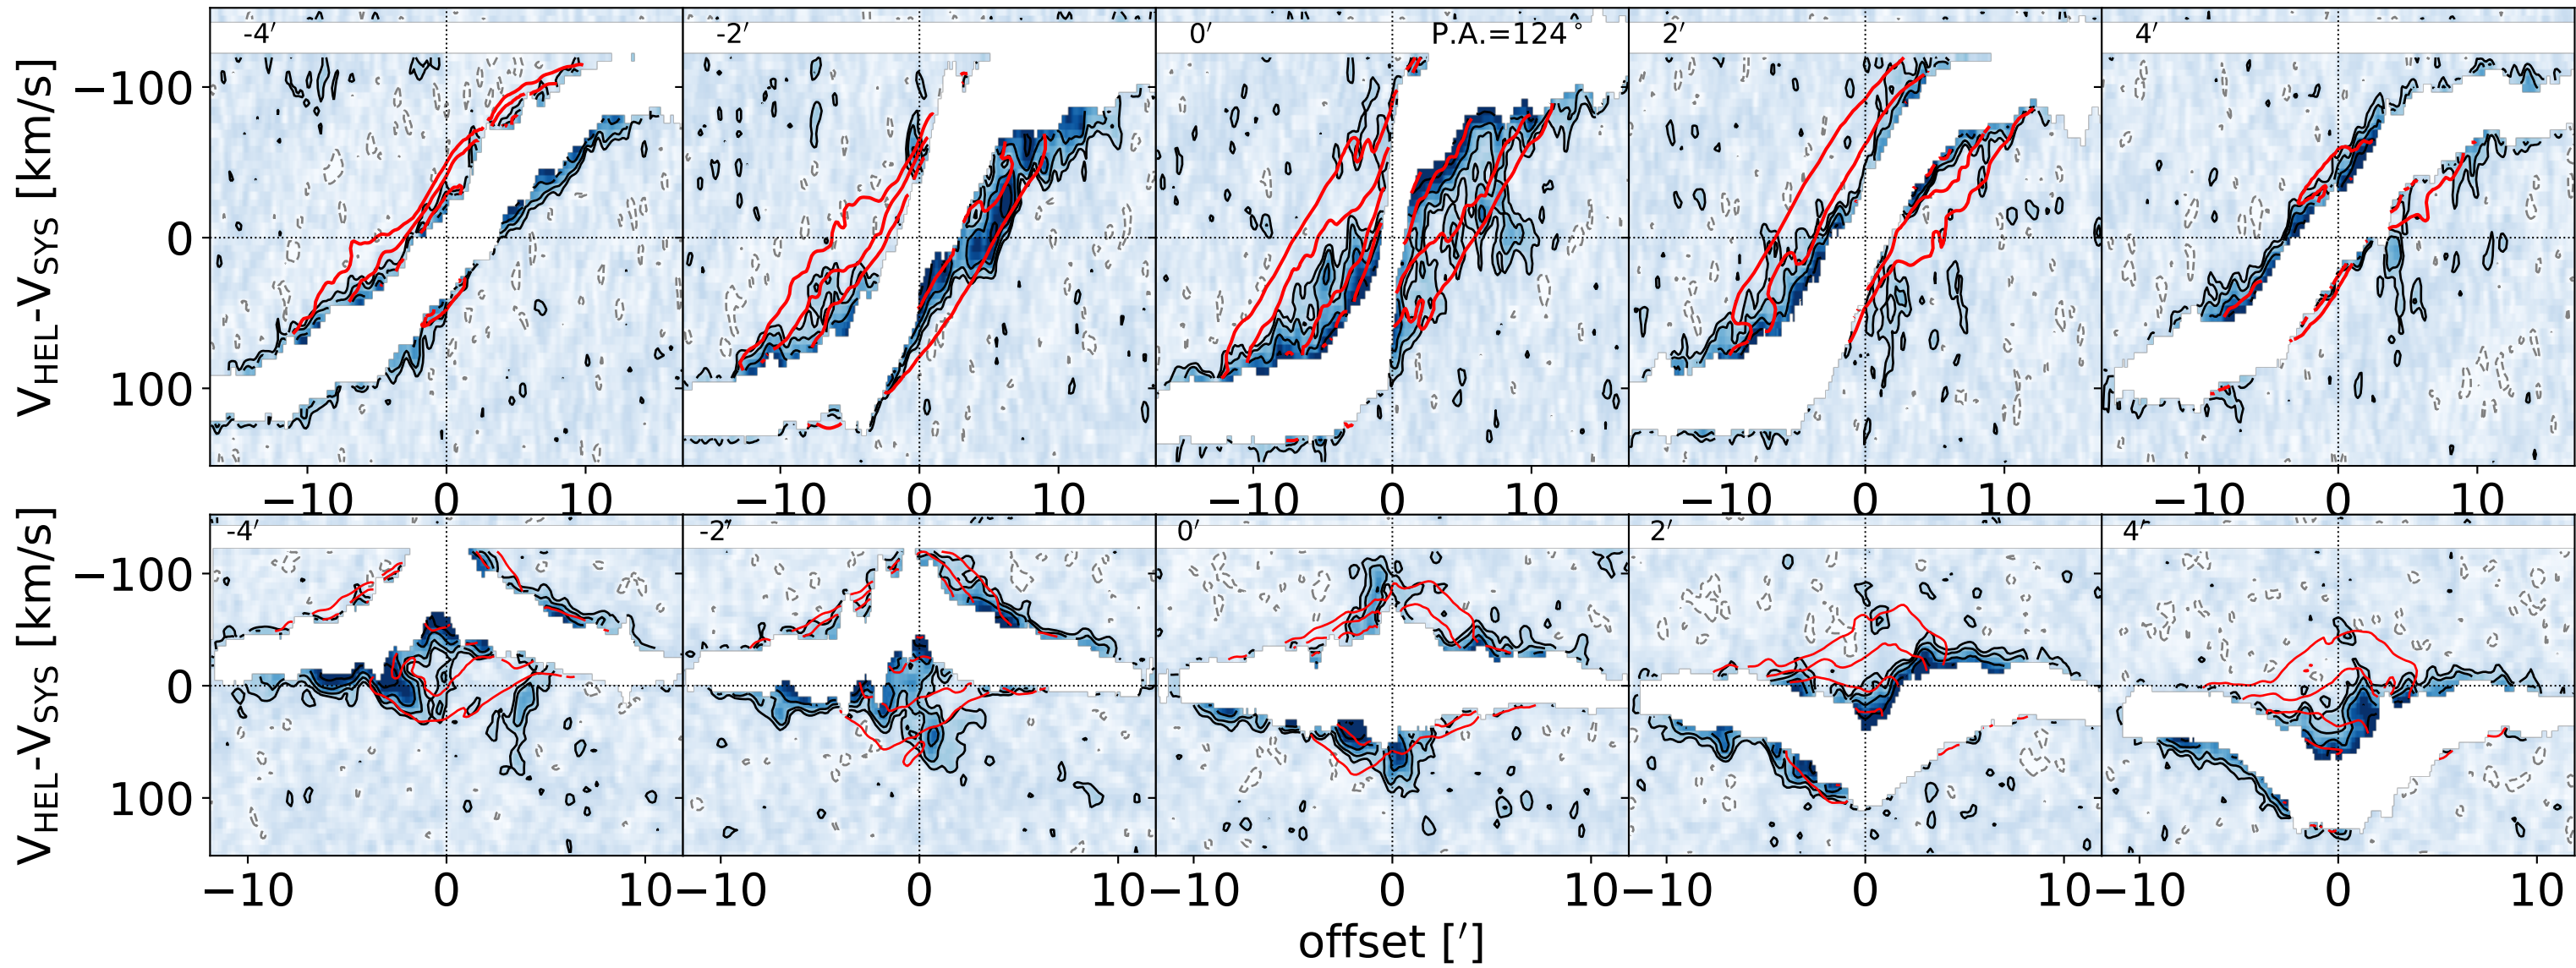 -4′ -2′ 0′ P.A.=124° 2′ 4′
V_HEL-V_SYS [km/s]
−100
0
100
−10 0 10 −10 0 10 −10 0 10 −10 0 10 −10 0 10
-4′ -2′ 0′ 2′ 4′
V_HEL-V_SYS [km/s]
−100
0
100
−10 0 10 −10 0 10 −10 0 10 −10 0 10 −10 0 10
offset [′]